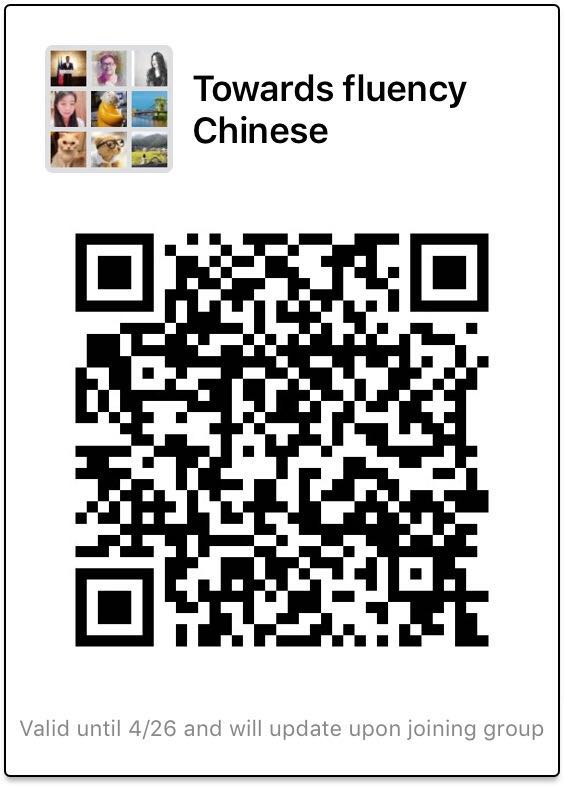 Towards fluency
Chinese
Valid until 4/26 and will update upon joining group